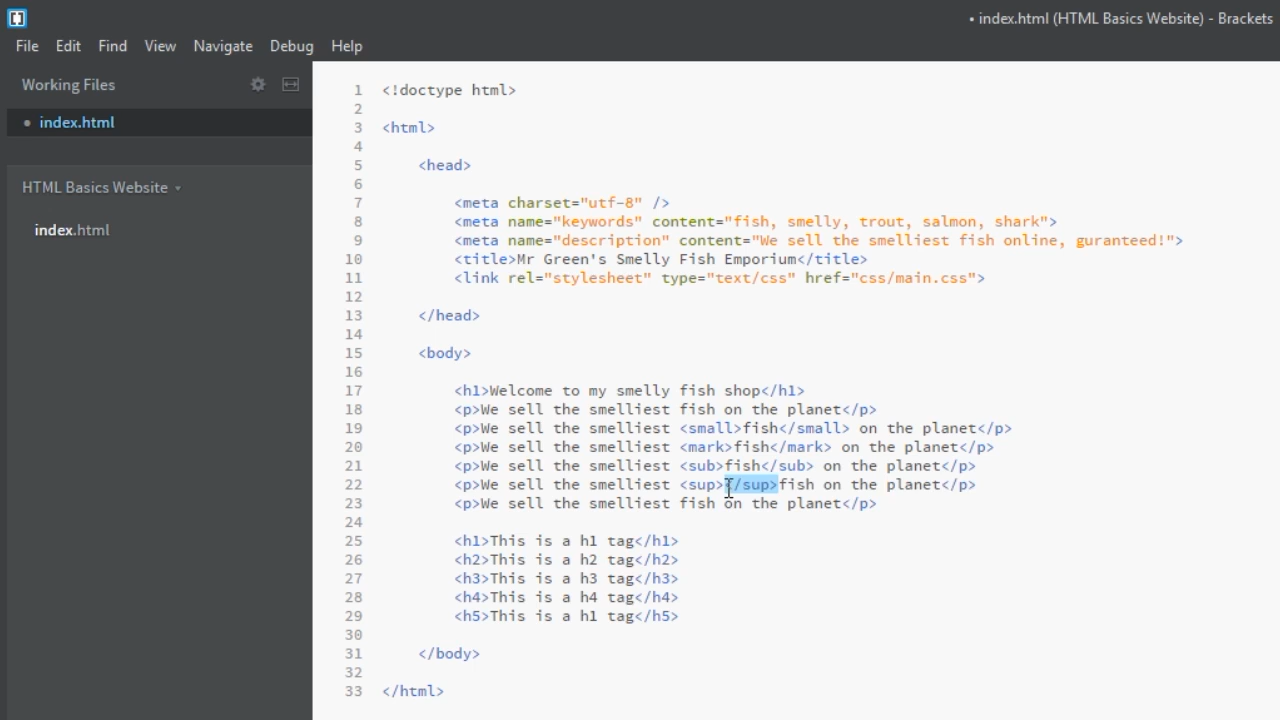 • index.html (HTML Basics Website) - Brackets
File Edit Find View Navigate Debug Help
Working Files
• index.html
HTML Basics Website
index.html
1 <!doctype html>
2
3 <html>
4
5 <head>
6
7 <meta charset="utf-8" />
8 <meta name="keywords" content="fish, smelly, trout, salmon, shark">
9 <meta name="description" content="We sell the smelliest fish online, guranteed!">
10 <title>Mr Green's Smelly Fish Emporium</title>
11 <link rel="stylesheet" type="text/css" href="css/main.css">
12
13 </head>
14
15 <body>
16
17 <h1>Welcome to my smelly fish shop</h1>
18 <p>We sell the smelliest fish on the planet</p>
19 <p>We sell the smelliest <small>fish</small> on the planet</p>
20 <p>We sell the smelliest <mark>fish</mark> on the planet</p>
21 <p>We sell the smelliest <sub>fish</sub> on the planet</p>
22 <p>We sell the smelliest <sup></sup>fish on the planet</p>
23 <p>We sell the smelliest fish on the planet</p>
24
25 <h1>This is a h1 tag</h1>
26 <h2>This is a h2 tag</h2>
27 <h3>This is a h3 tag</h3>
28 <h4>This is a h4 tag</h4>
29 <h5>This is a h1 tag</h5>
30
31 </body>
32
33 </html>